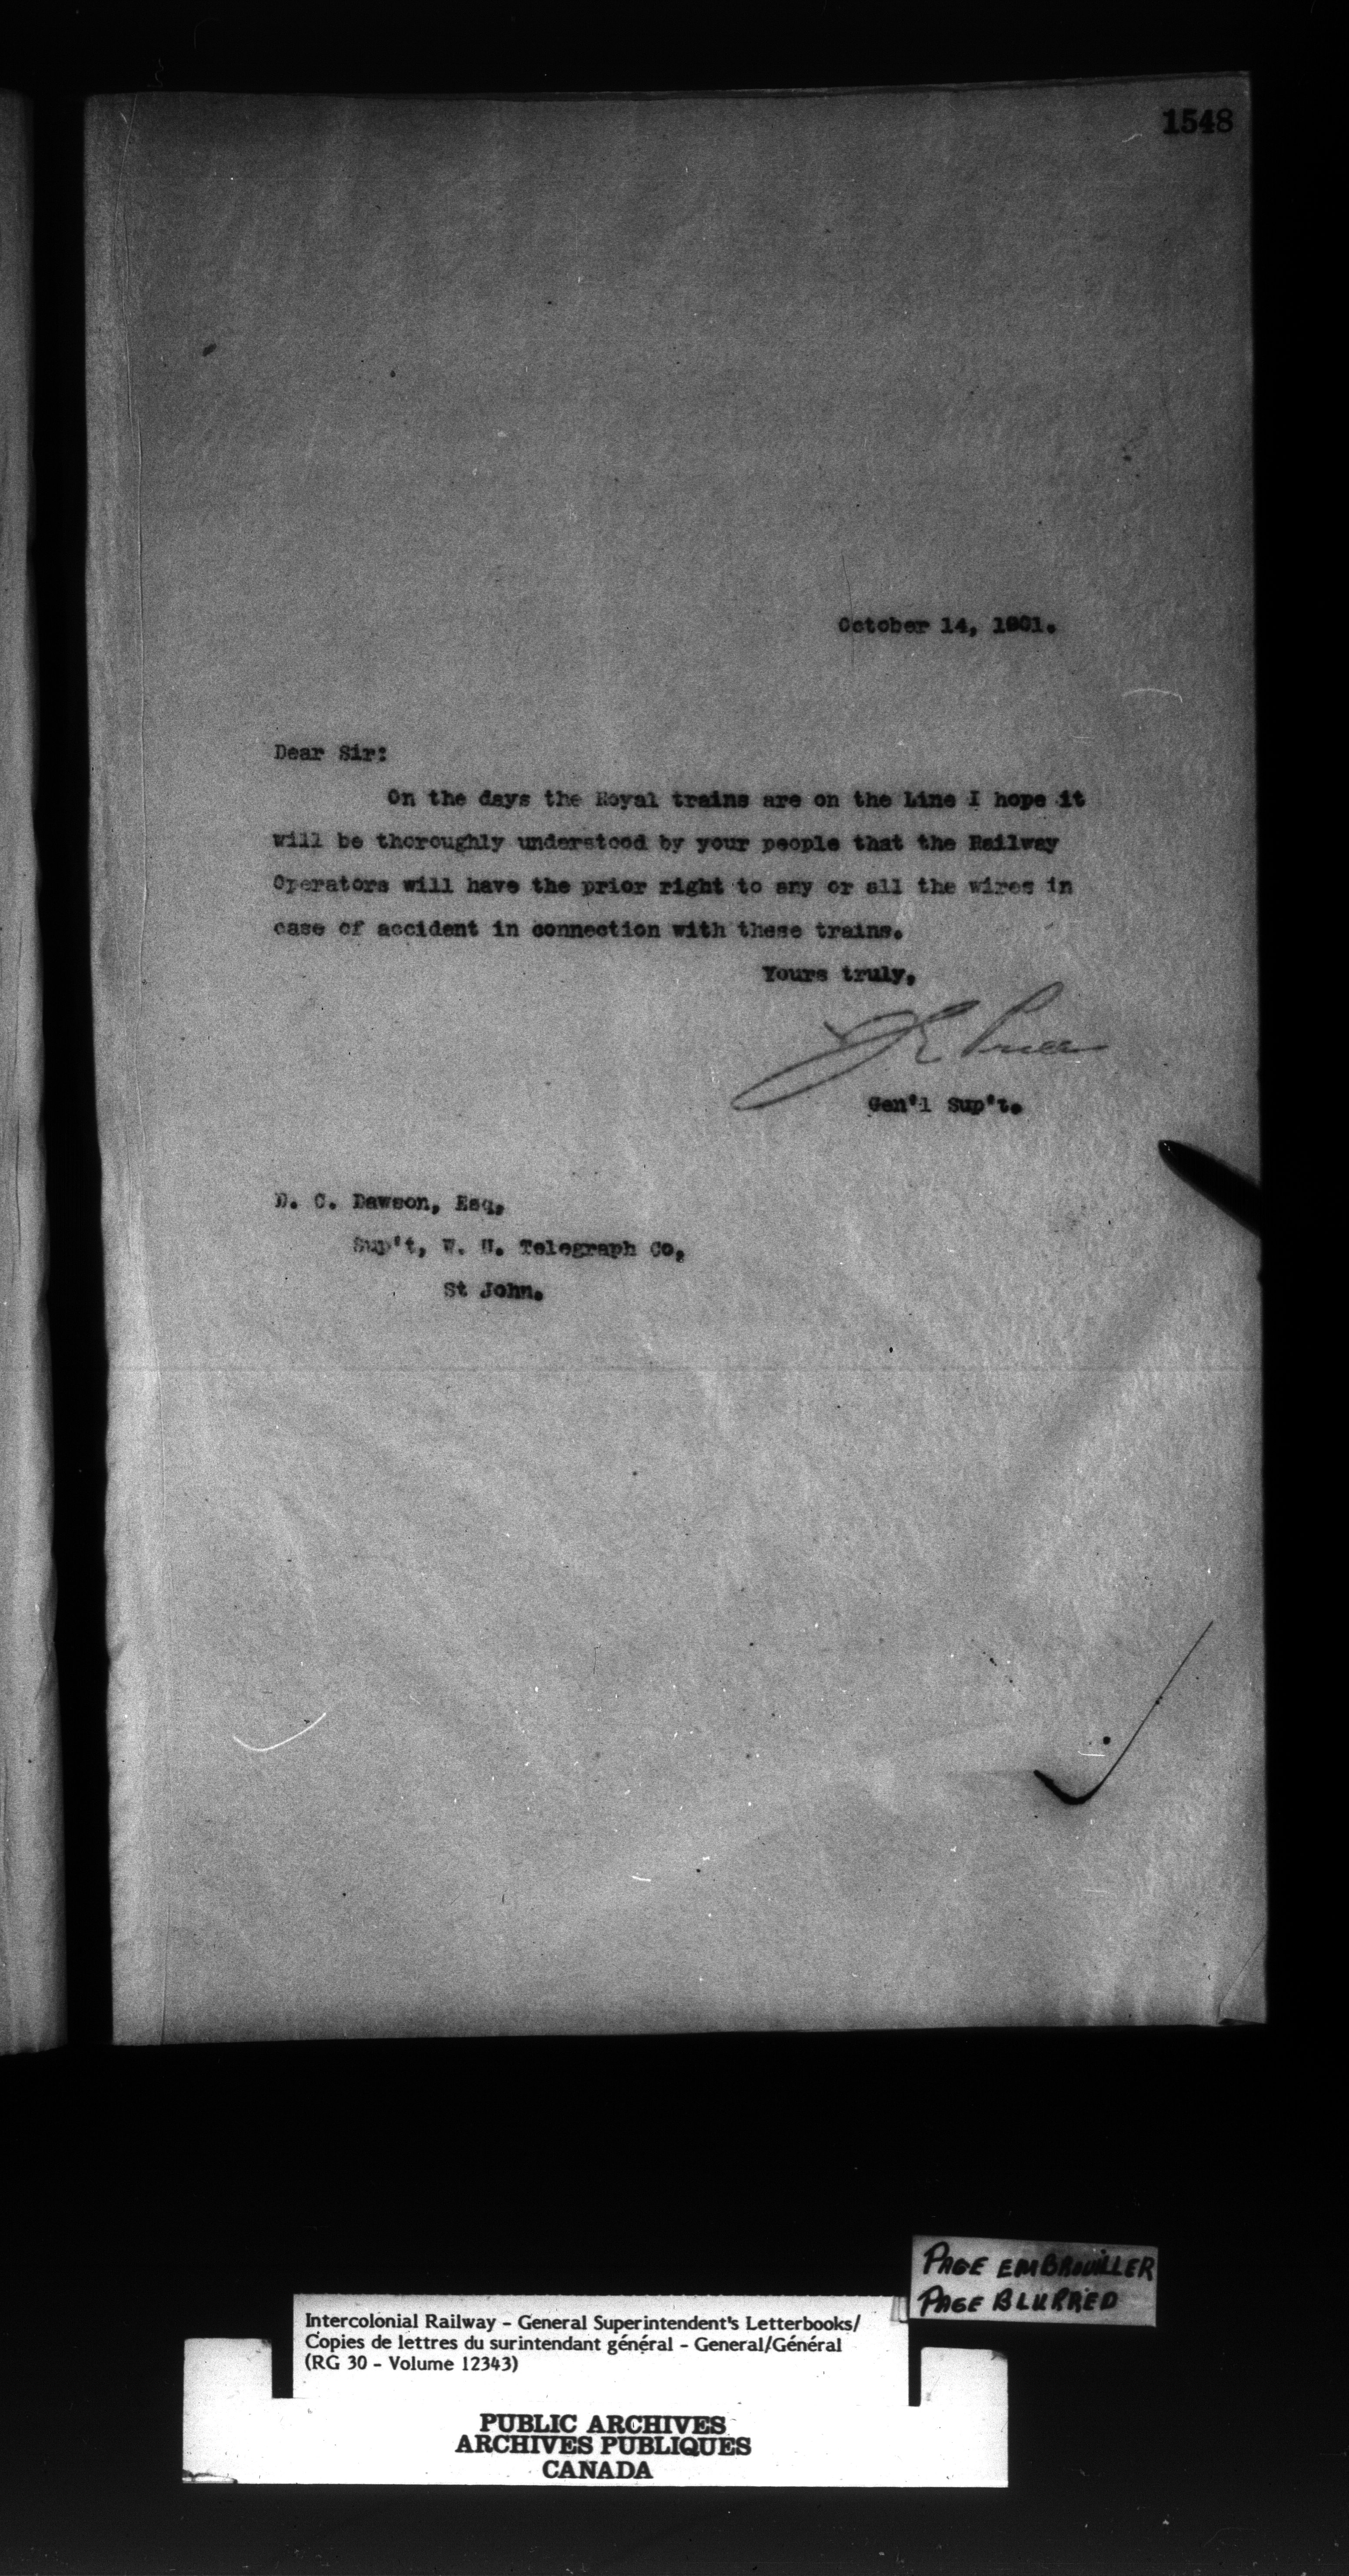 1548
October 14, 1901.
Dear Sir:
On the days the Royal trains are on the Line I hope it
will be thoroughly understood by your people that the Railway
Operators will have the prior right to any or all the wires in
case of accident in connection with these trains.
Yours truly,
J E Price
Gen'l Sup't.
D. C. Dawson, Esq,
Sup't, W. U. Telegraph Co,
St John.
PAGE EMBROUILLER
PAGE BLURRED
Intercolonial Railway - General Superintendent's Letterbooks/
Copies de lettres du surintendant général - General/Général
(RG 30 - Volume 12343)
PUBLIC ARCHIVES
ARCHIVES PUBLIQUES
CANADA